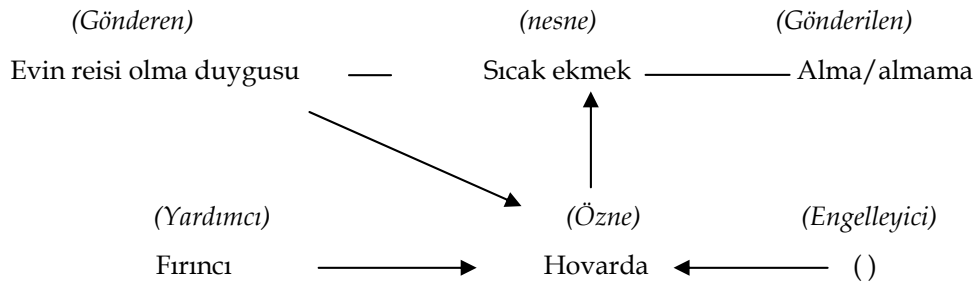 (Gönderen) (nesne) (Gönderilen)
Evin reisi olma duygusu Sıcak ekmek Alma/almama
(Yardımcı) (Özne) (Engelleyici)
Fırıncı Hovarda ( )